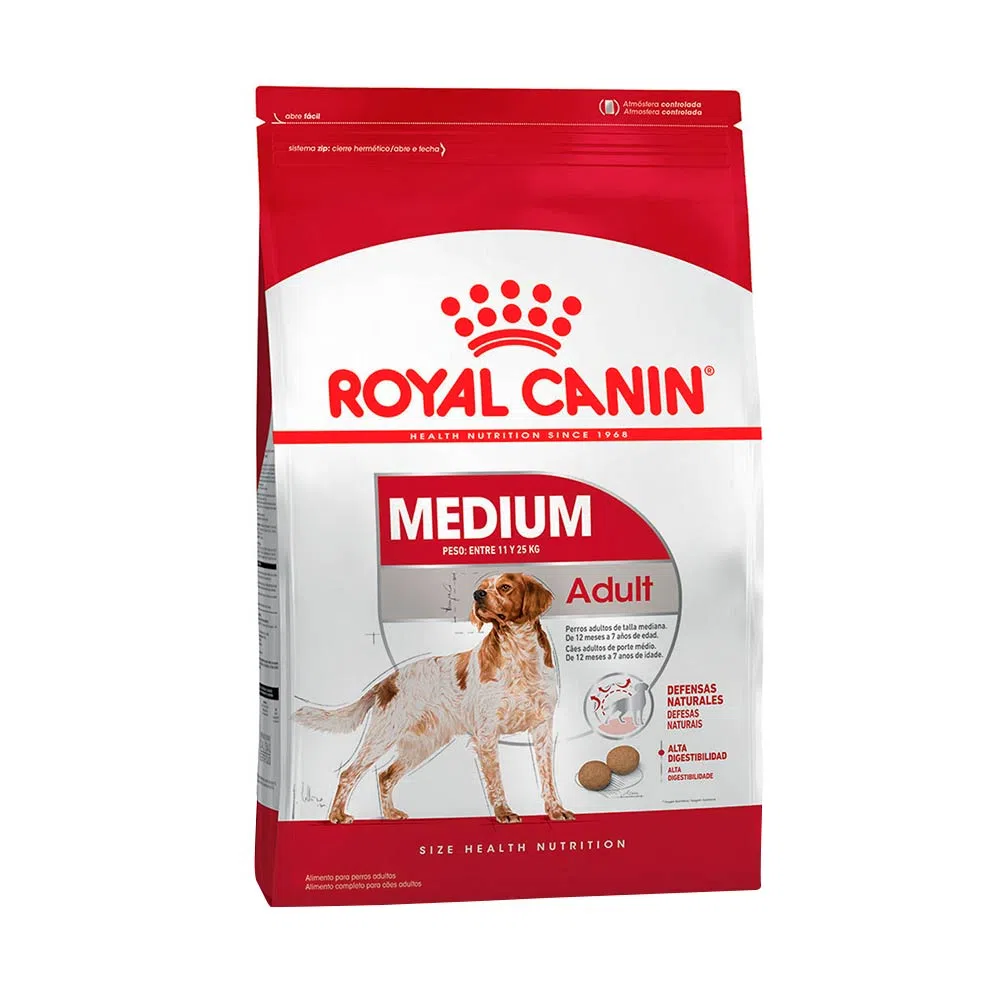 abre fácil
Atmósfera controlada
Atmosfera controlada
sistema zip: cierre hermético/abre e fecha
ROYAL CANIN®
HEALTH NUTRITION SINCE 1968
MEDIUM
PESO: ENTRE 11 Y 25 KG
Adult
Perros adultos de talla mediana.
De 12 meses a 7 años de edad.
Cães adultos de porte médio.
De 12 meses a 7 anos de idade.
DEFENSAS
NATURALES
DEFESAS
NATURAIS
ALTA
DIGESTIBILIDAD
ALTA
DIGESTIBILIDADE
SIZE HEALTH NUTRITION
Alimento para perros adultos
Alimento completo para cães adultos